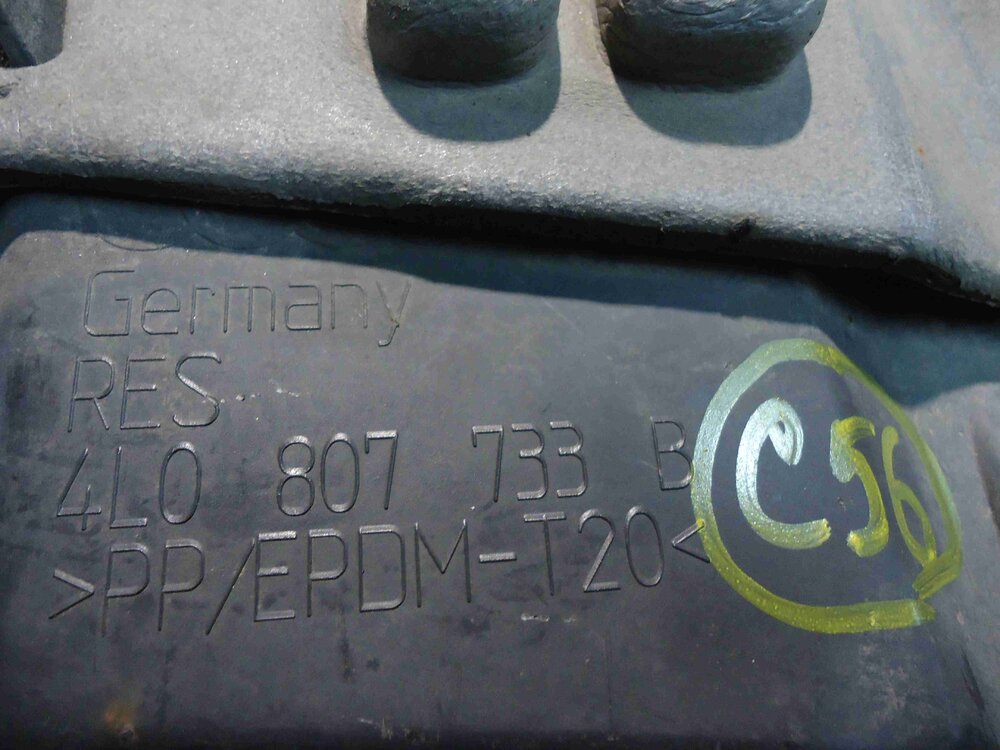 Germany
RES
4L0 807 733 B
>PP/EPDM-T20<
C56